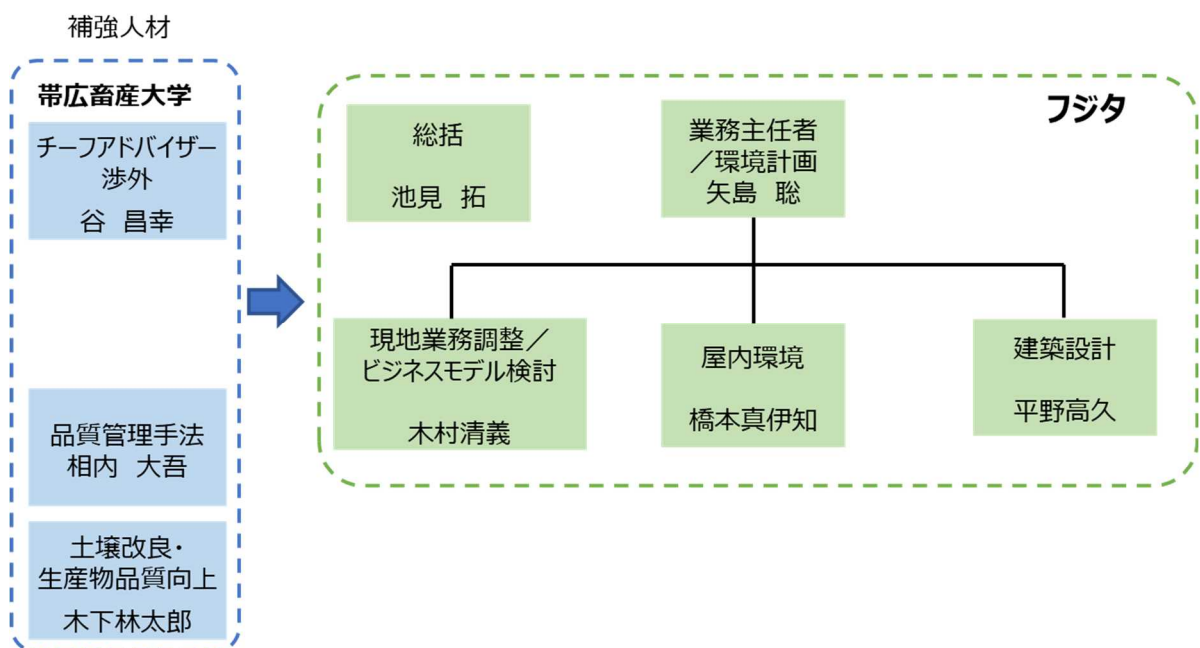 補強人材
帯広畜産大学
チーフアドバイザー
渉外
谷　昌幸
品質管理手法
相内　大吾
土壌改良・
生産物品質向上
木下林太郎
フジタ
総括
池見　拓
業務主任者
／環境計画
矢島　聡
現地業務調整／
ビジネスモデル検討
木村清義
屋内環境
橋本真伊知
建築設計
平野高久